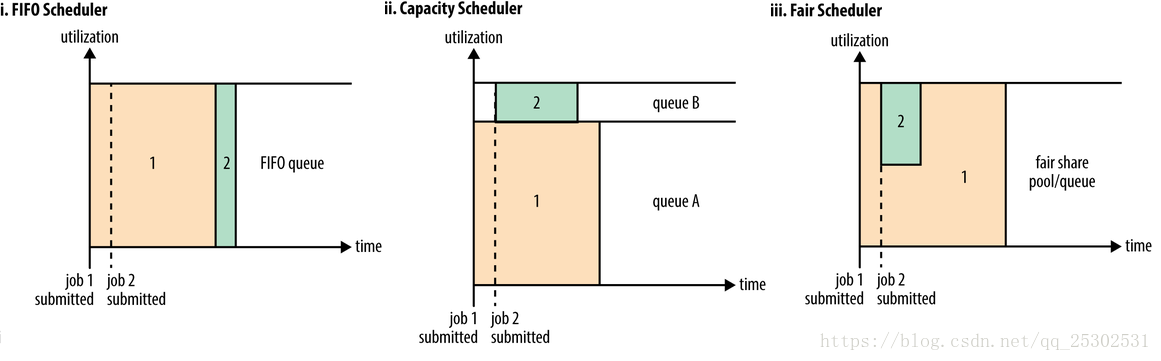 i. FIFO Scheduler
utilization
1
2
FIFO queue
time
job 1
submitted
job 2
submitted
ii. Capacity Scheduler
utilization
2
queue B
1
queue A
time
job 1
submitted
job 2
submitted
iii. Fair Scheduler
utilization
2
1
fair share
pool/queue
time
job 1
submitted
job 2
submitted
https://blog.csdn.net/qq_25302531